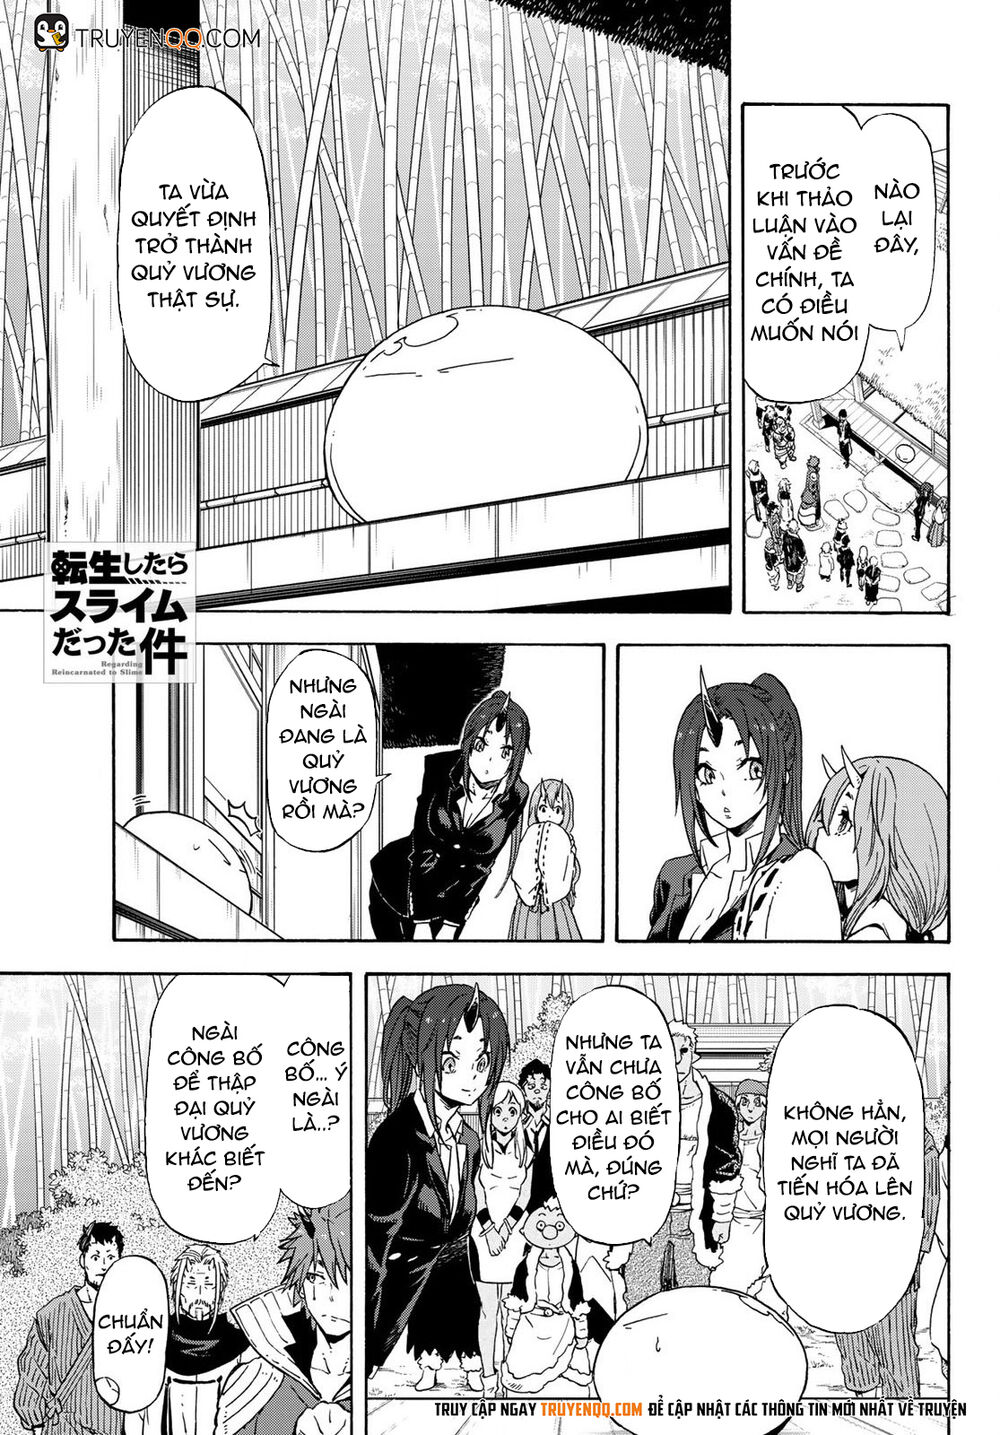 TRUYENQQ.COM
NÀO
LẠI
ĐÂY,
TRƯỚC
KHI THẢO
LUẬN VÀO
VẤN ĐỀ
CHÍNH, TA
CÓ ĐIỀU
MUỐN NÓI
TA VỪA
QUYẾT ĐỊNH
TRỞ THÀNH
QUỶ VƯƠNG
THẬT SỰ.
転生したら
スライム
だった件
Regarding
Reincarnated to Slime
NHƯNG
NGÀI
ĐANG LÀ
QUỶ
VƯƠNG
RỒI MÀ?
KHÔNG HẲN,
MỌI NGƯỜI
NGHĨ TA ĐÃ
TIẾN HÓA LÊN
QUỶ VƯƠNG.
NHƯNG TA
VẪN CHƯA
CÔNG BỐ
CHO AI BIẾT
ĐIỀU ĐÓ
MÀ, ĐÚNG
CHỨ?
CÔNG
BỐ... Ý
NGÀI
LÀ..?
NGÀI
CÔNG BỐ
ĐỂ THẬP
ĐẠI QUỶ
VƯƠNG
KHÁC BIẾT
ĐẾN?
CHUẨN
ĐẤY!
TRUY CẬP NGAY TRUYENQQ.COM ĐỂ CẬP NHẬT CÁC THÔNG TIN MỚI NHẤT VỀ TRUYỆN